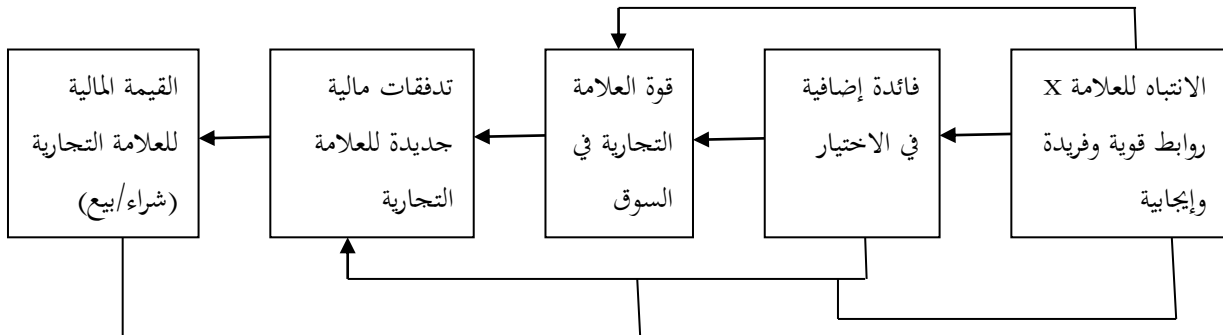 الانتباه للعلامة x
روابط قوية وفريدة
وإيجابية
فائدة إضافية
في الاختيار
قوة العلامة
التجارية في
السوق
تدفقات مالية
جديدة للعلامة
التجارية
القيمة المالية
للعلامة التجارية
(شراء/بيع)